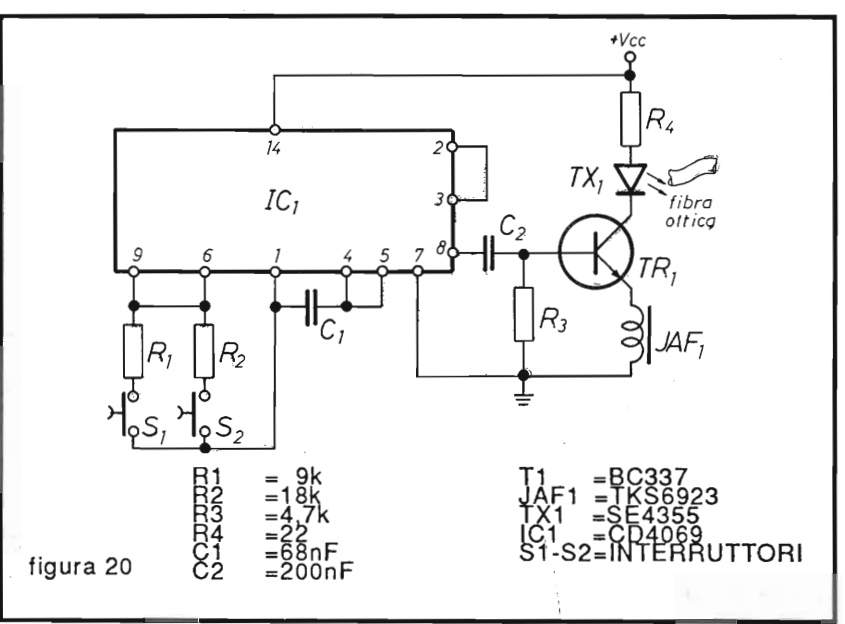 +Vcc
R4
14
2
TX1
IC1
3
fibra
ottica
C2
8
TR1
9
6
1
4
5
7
C1
R3
JAF1
R1
R2
S1
S2
R1 = 9k
R2 =18k
R3 =4,7k
R4 =22
C1 =68nF
C2 =200nF
T1 =BC337
JAF1 =TKS6923
TX1 =SE4355
IC1 =CD4069
S1-S2=INTERRUTTORI
figura 20